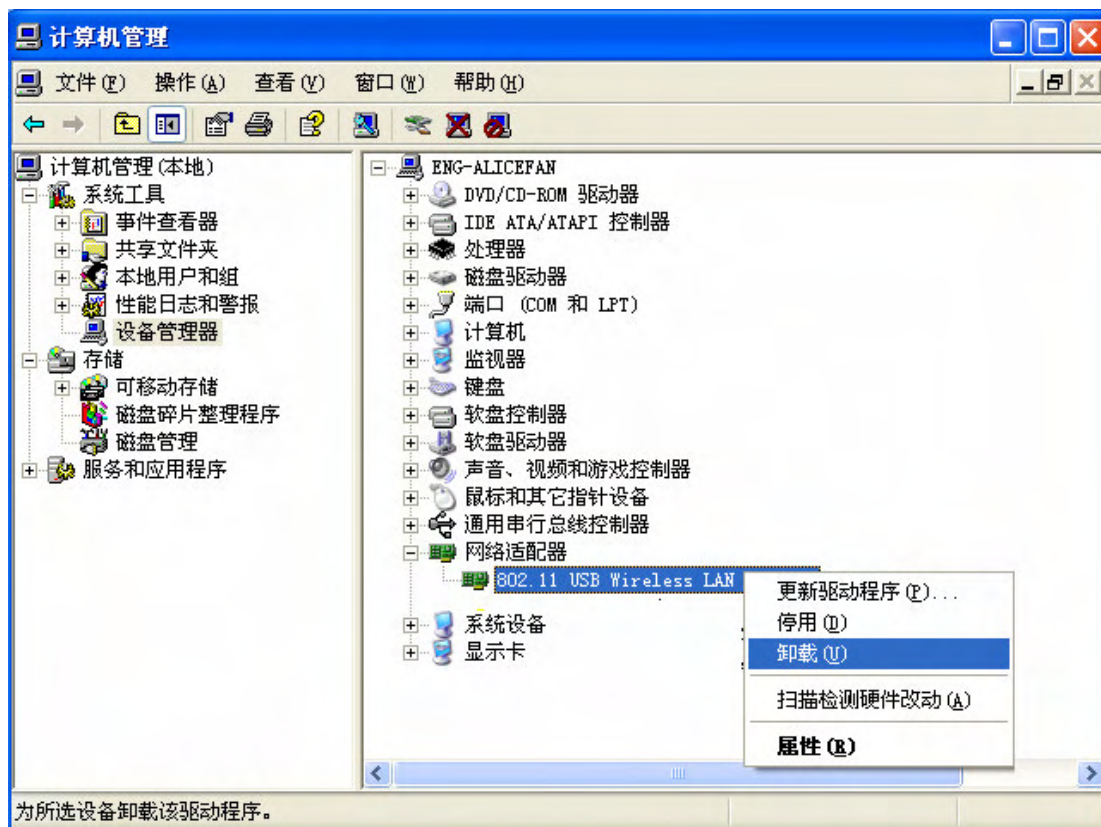 计算机管理
文件(F) 操作(A) 查看(V) 窗口(W) 帮助(H)
计算机管理(本地)
系统工具
事件查看器
共享文件夹
本地用户和组
性能日志和警报
设备管理器
存储
可移动存储
磁盘碎片整理程序
磁盘管理
服务和应用程序
ENG-ALICEFAN
DVD/CD-ROM 驱动器
IDE ATA/ATAPI 控制器
处理器
磁盘驱动器
端口 (COM 和 LPT)
计算机
监视器
键盘
软盘控制器
软盘驱动器
声音、视频和游戏控制器
鼠标和其它指针设备
通用串行总线控制器
网络适配器
802.11 USB Wireless LAN
系统设备
显示卡
更新驱动程序(P)...
停用(D)
卸载(U)
扫描检测硬件改动(A)
属性(R)
为所选设备卸载该驱动程序。